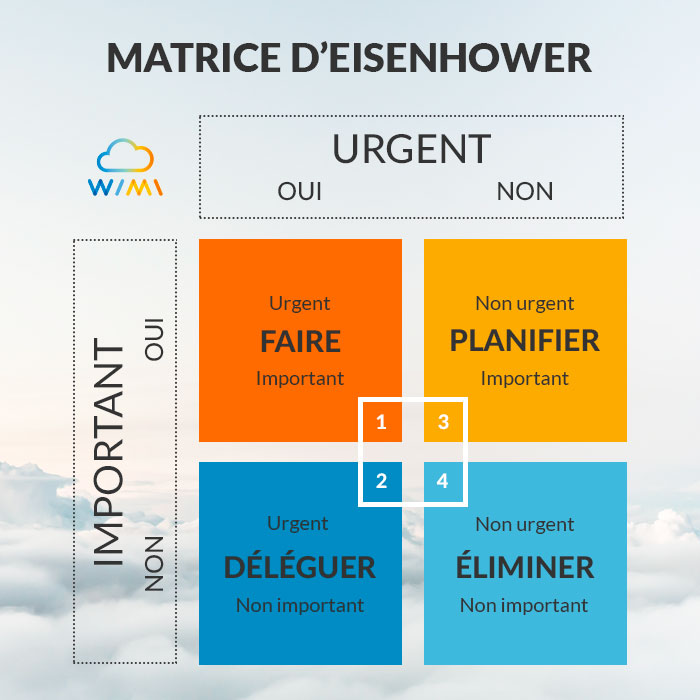 MATRICE D’EISENHOWER
WIMI
URGENT
OUI NON
IMPORTANT
OUI
NON
Urgent
FAIRE
Important
1
Non urgent
PLANIFIER
Important
3
2
Urgent
DÉLÉGUER
Non important
4
Non urgent
ÉLIMINER
Non important